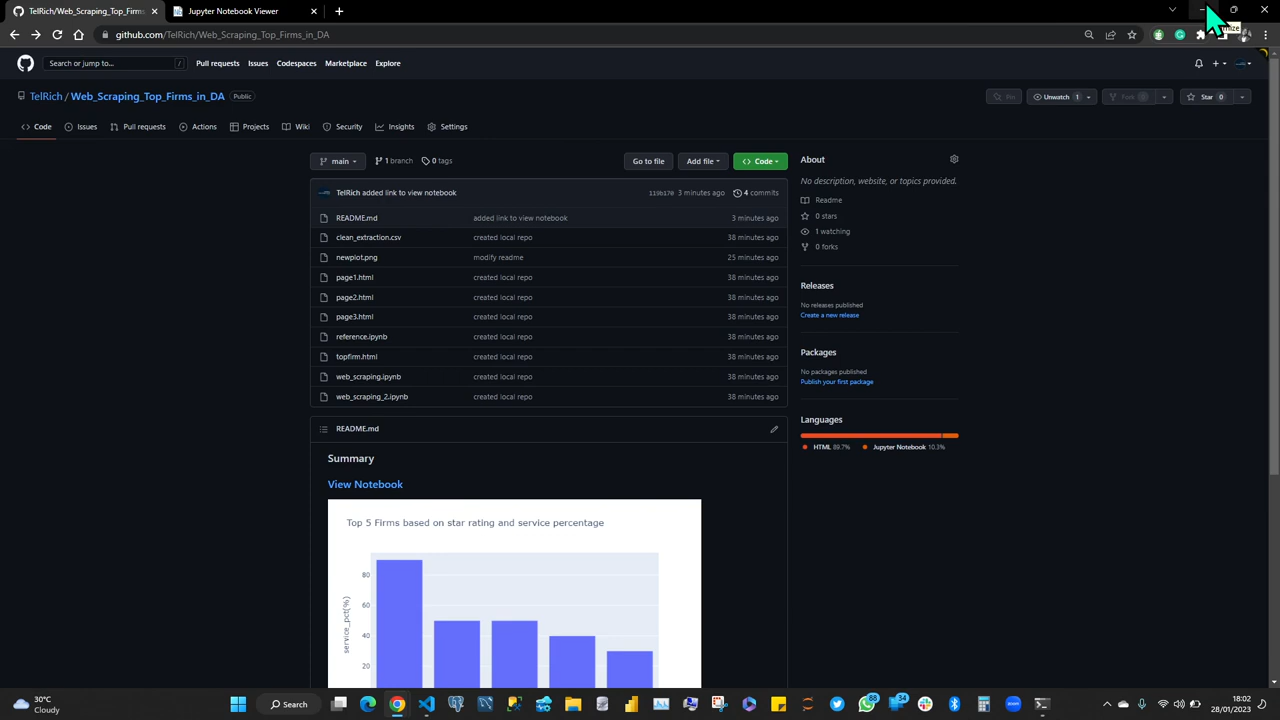 TelRich/Web_Scraping_Top_Firms
Jupyter Notebook Viewer
github.com/TelRich/Web_Scraping_Top_Firms_in_DA
Search or jump to... /
Pull requests Issues Codespaces Marketplace Explore
TelRich / Web_Scraping_Top_Firms_in_DA Public
Pin Unwatch 1 Fork 0 Star 0
Code Issues Pull requests Actions Projects Wiki Security Insights Settings
main 1 branch 0 tags Go to file Add file Code
TelRich added link to view notebook 119b170 3 minutes ago 4 commits
README.md added link to view notebook 3 minutes ago
clean_extraction.csv created local repo 38 minutes ago
newplot.png modify readme 25 minutes ago
page1.html created local repo 38 minutes ago
page2.html created local repo 38 minutes ago
page3.html created local repo 38 minutes ago
reference.ipynb created local repo 38 minutes ago
topfirm.html created local repo 38 minutes ago
web_scraping.ipynb created local repo 38 minutes ago
web_scraping_2.ipynb created local repo 38 minutes ago
README.md
Summary
View Notebook
Top 5 Firms based on star rating and service percentage
80
60
40
20
service_pct(%)
About
No description, website, or topics provided.
Readme
0 stars
1 watching
0 forks
Releases
No releases published
Create a new release
Packages
No packages published
Publish your first package
Languages
HTML 89.7% Jupyter Notebook 10.3%
30°C
Cloudy
Search
88
34
zoom
18:02
28/01/2023